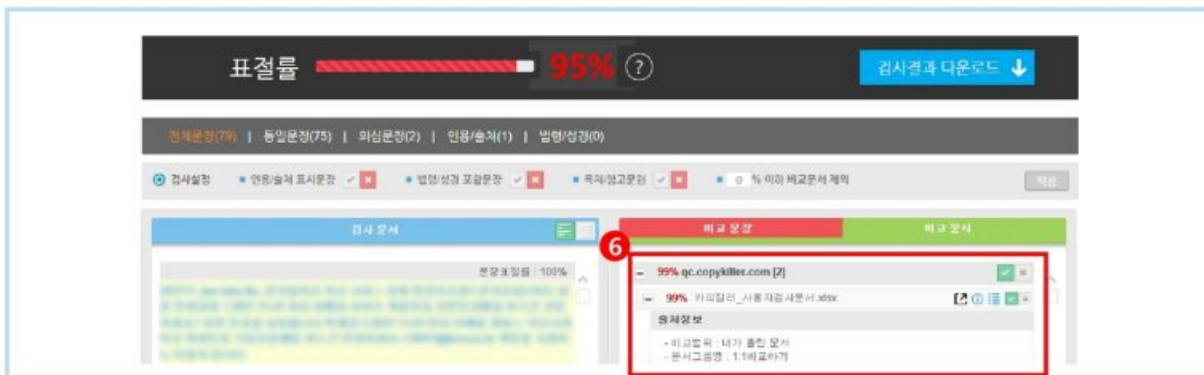 표절률 95% ?
검사결과 다운로드
전체문장(79) | 동일문장(75) | 의심문장(2) | 인용/출처(1) | 법령/성경(0)
검사설정 인용/출처 표시문장 법령/성경 포함문장 목차/참고문헌 0 % 이하 비교문서 제외 적용
검사 문서
비교 문장
비교 문서
6
문장표절률 : 100%
99% qc.copykiller.com [2]
99% 카피킬러_사용자검사문서.xlsx
출처정보
- 비교범위 : 내가 올린 문서
- 문서그룹명 : 1:1비교하기